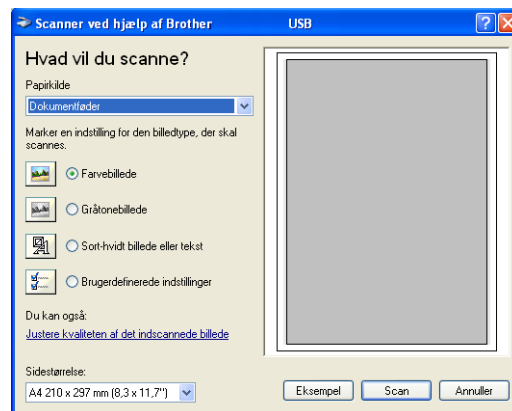 Scanner ved hjælp af Brother USB
Hvad vil du scanne?
Papirkilde
Dokumentføder
Marker en indstilling for den billedtype, der skal
scannes.
Farvebillede
Gråtonebillede
Sort-hvidt billede eller tekst
Brugerdefinerede indstillinger
Du kan også:
Justere kvaliteten af det indscannede billede
Sidestørrelse:
A4 210 x 297 mm (8,3 x 11,7")
Eksempel Scan Annuller